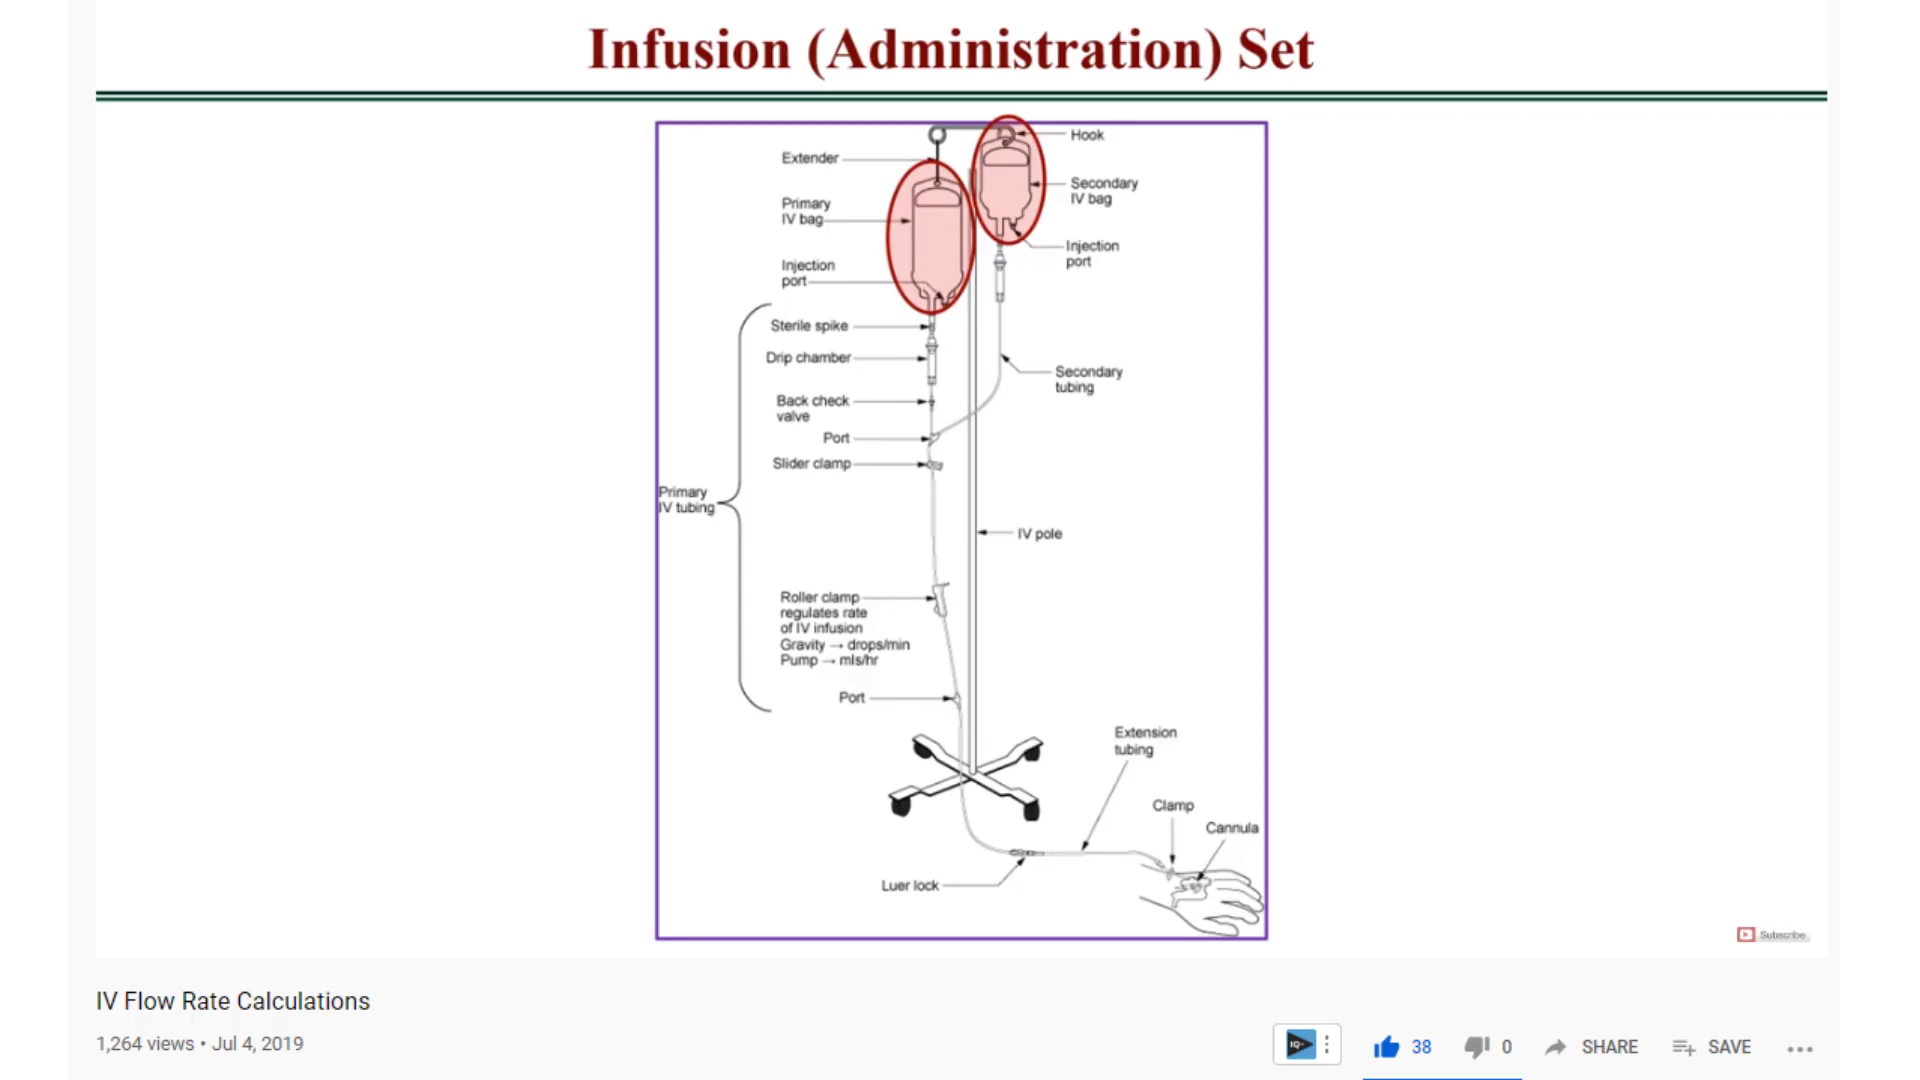 Infusion (Administration) Set
Hook
Extender
Secondary
IV bag
Primary
IV bag
Injection
port
Injection
port
Sterile spike
Drip chamber
Secondary
tubing
Back check
valve
Port
Slider clamp
Primary
IV tubing
IV pole
Roller clamp
regulates rate
of IV infusion
Gravity → drops/min
Pump → mls/hr
Port
Extension
tubing
Clamp
Cannula
Luer lock
Subscribe
IV Flow Rate Calculations
1,264 views • Jul 4, 2019
IQ+
38
0
SHARE
SAVE